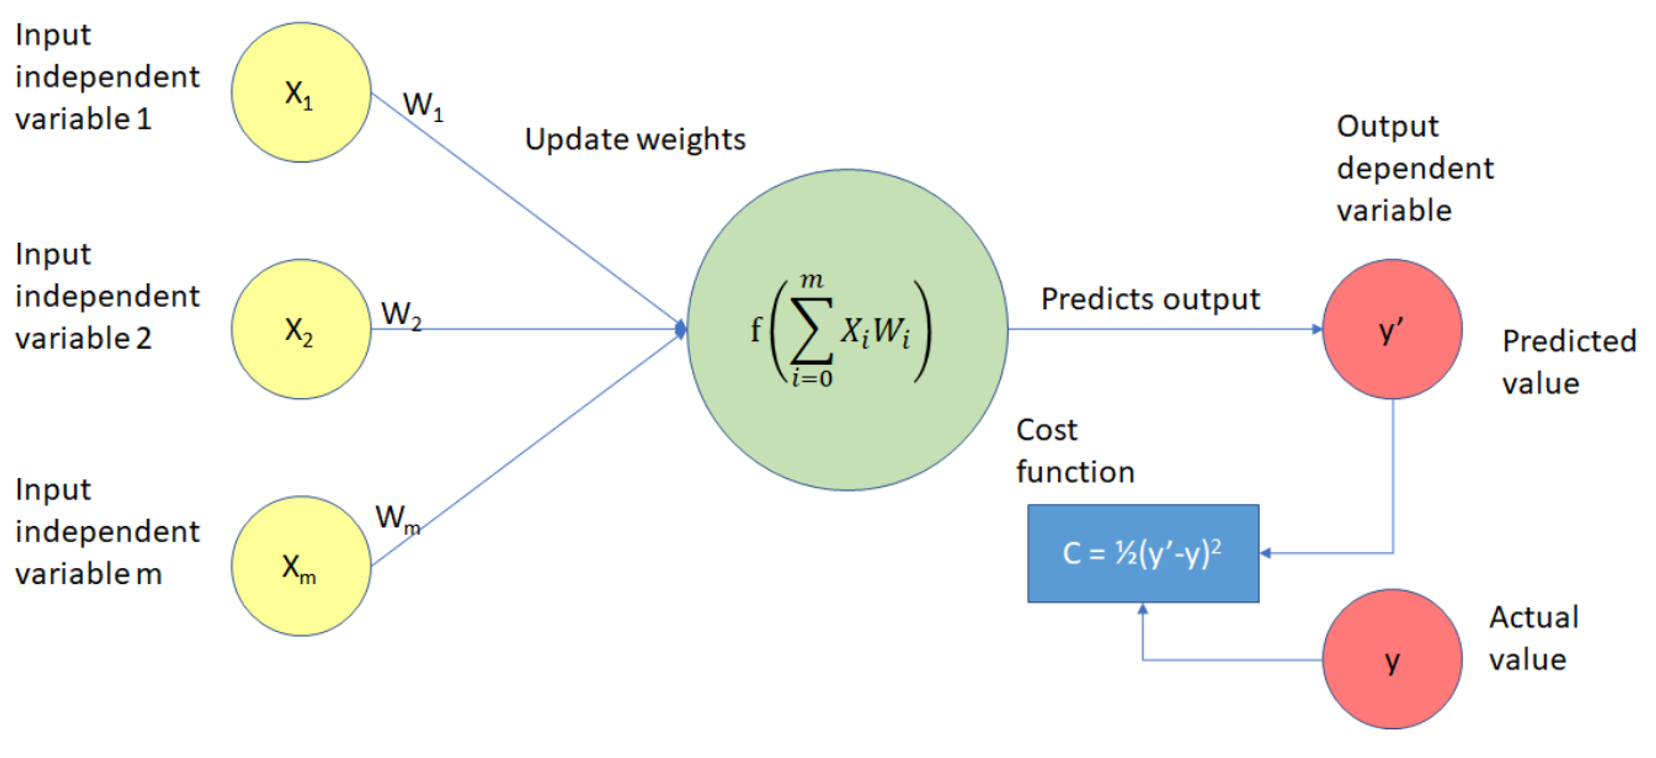 Input
independent
variable 1
X₁
W₁
Update weights
Input
independent
variable 2
X₂
W₂
Input
independent
variable m
Xₘ
Wₘ
f(∑ᵢ₌₀ᵐ XᵢWᵢ)
Predicts output
Output
dependent
variable
y’
Predicted
value
Cost
function
C = ½(y’-y)²
y
Actual
value